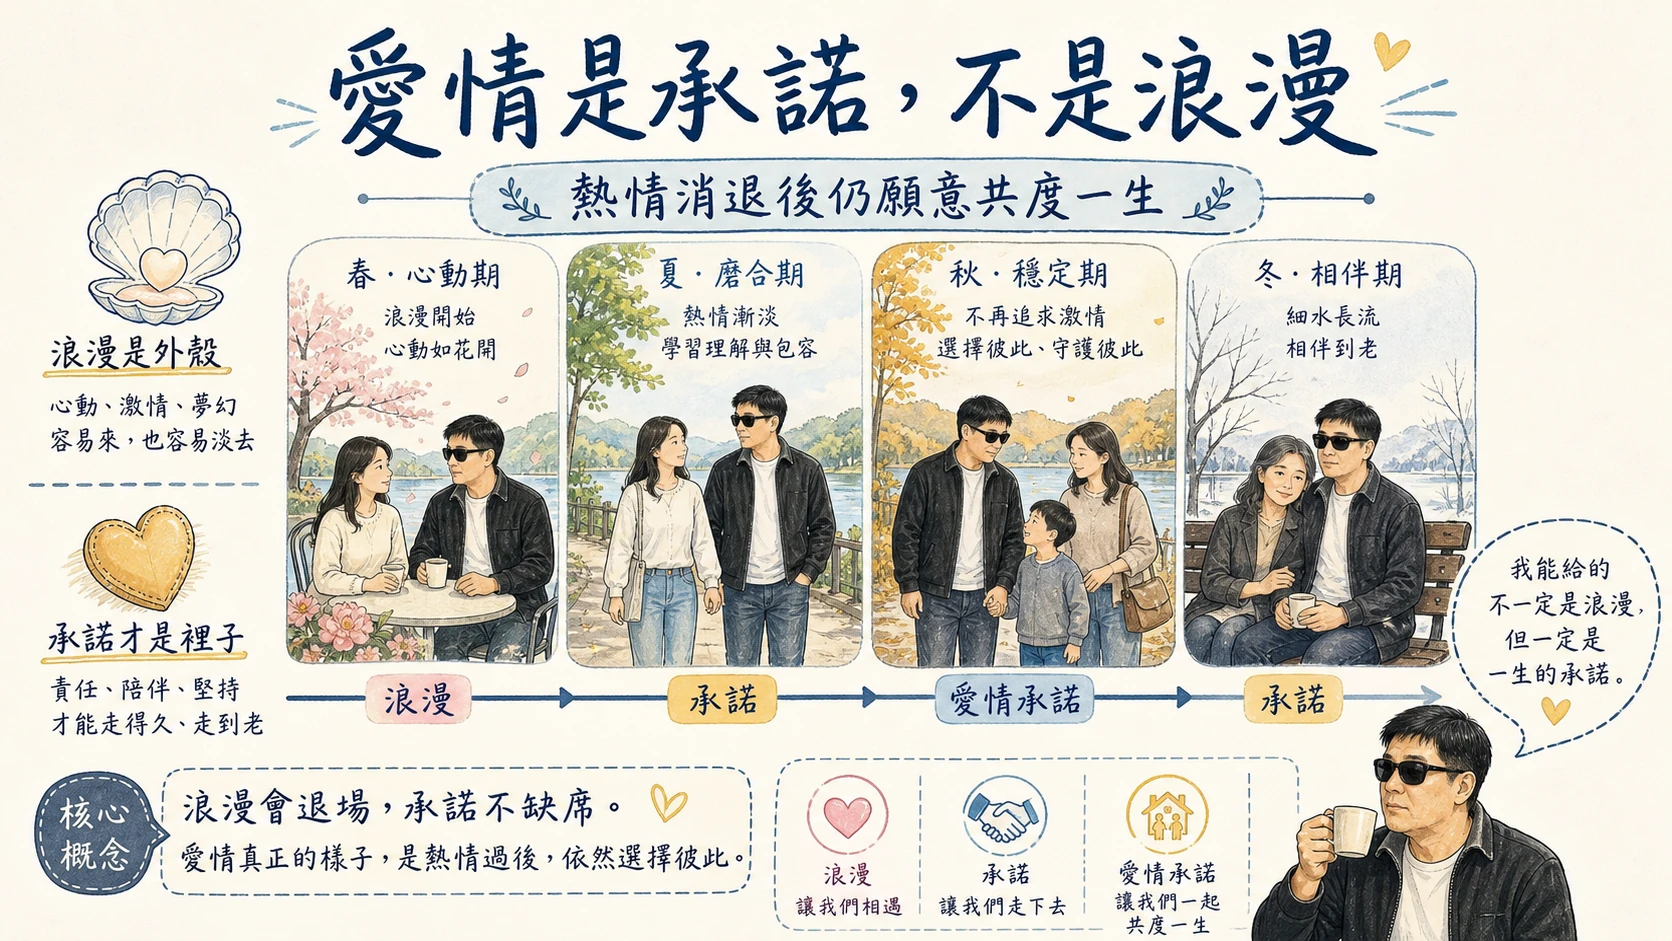 愛情是承諾，不是浪漫
熱情消退後仍願意共度一生
浪漫是外殼
心動、激情、夢幻
容易來，也容易淡去
承諾才是裡子
責任、陪伴、堅持
才能走得久、走到老
春·心動期
浪漫開始
心動如花開
夏·磨合期
熱情漸淡
學習理解與包容
秋·穩定期
不再追求激情
選擇彼此、守護彼此
冬·相伴期
細水長流
相伴到老
浪漫
承諾
愛情承諾
承諾
我能給的
不一定是浪漫，
但一定是
一生的承諾。
核心
概念
浪漫會退場，承諾不缺席。
愛情真正的樣子，是熱情過後，依然選擇彼此。
浪漫
讓我們相遇
承諾
讓我們走下去
愛情承諾
讓我們一起
共度一生